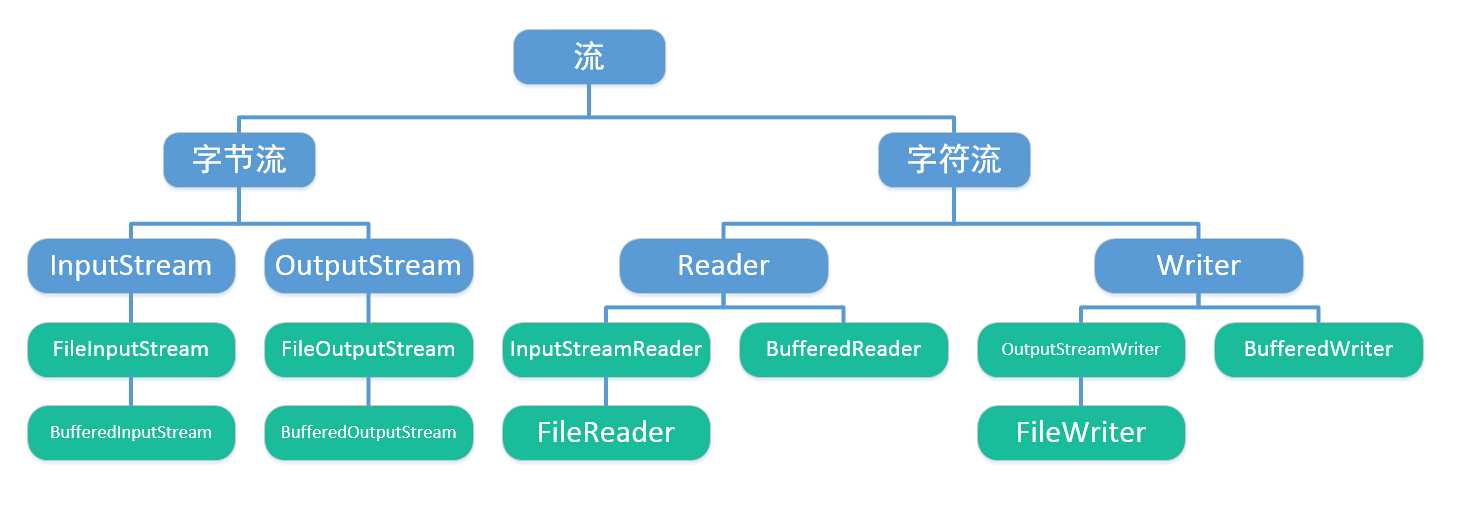 流
字节流
字符流
InputStream
OutputStream
Reader
Writer
FileInputStream
FileOutputStream
InputStreamReader
BufferedReader
OutputStreamWriter
BufferedWriter
BufferedInputStream
BufferedOutputStream
FileReader
FileWriter